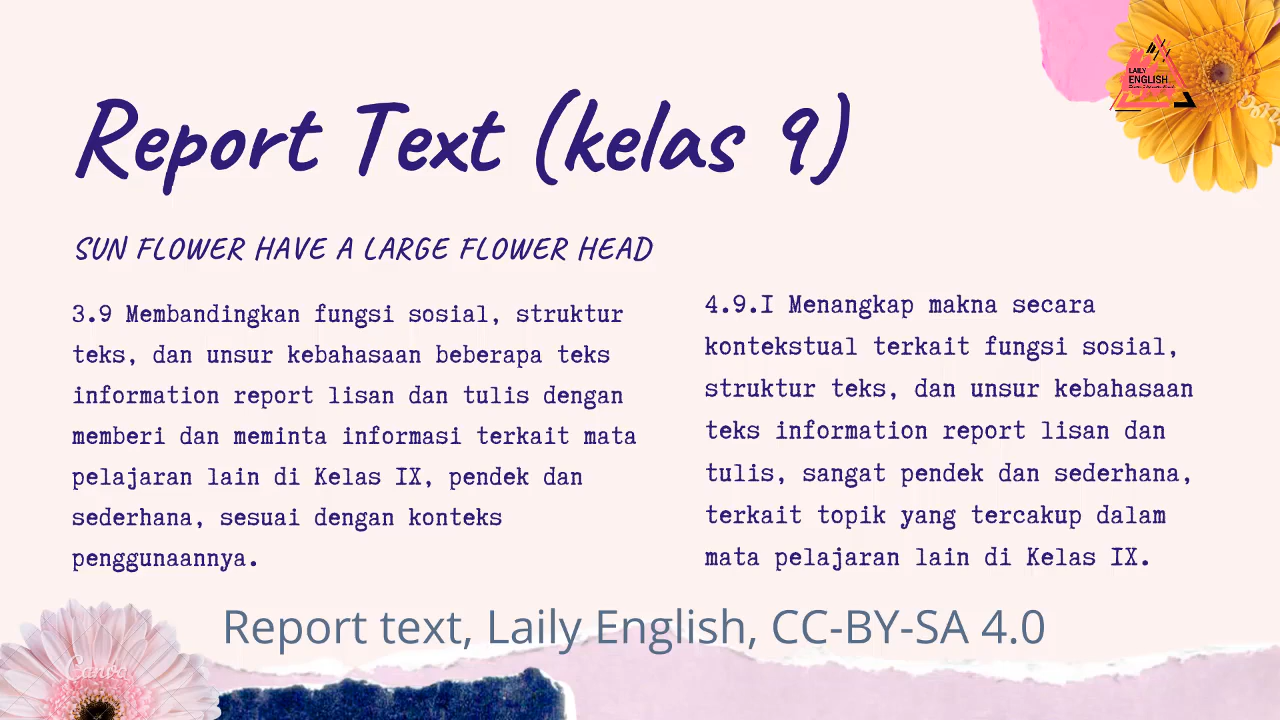 LAILY
ENGLISH
Report Text (kelas 9)
SUN FLOWER HAVE A LARGE FLOWER HEAD
3.9 Membandingkan fungsi sosial, struktur
teks, dan unsur kebahasaan beberapa teks
information report lisan dan tulis dengan
memberi dan meminta informasi terkait mata
pelajaran lain di Kelas IX, pendek dan
sederhana, sesuai dengan konteks
penggunaannya.
4.9.I Menangkap makna secara
kontekstual terkait fungsi sosial,
struktur teks, dan unsur kebahasaan
teks information report lisan dan
tulis, sangat pendek dan sederhana,
terkait topik yang tercakup dalam
mata pelajaran lain di Kelas IX.
Report text, Laily English, CC-BY-SA 4.0
Canva